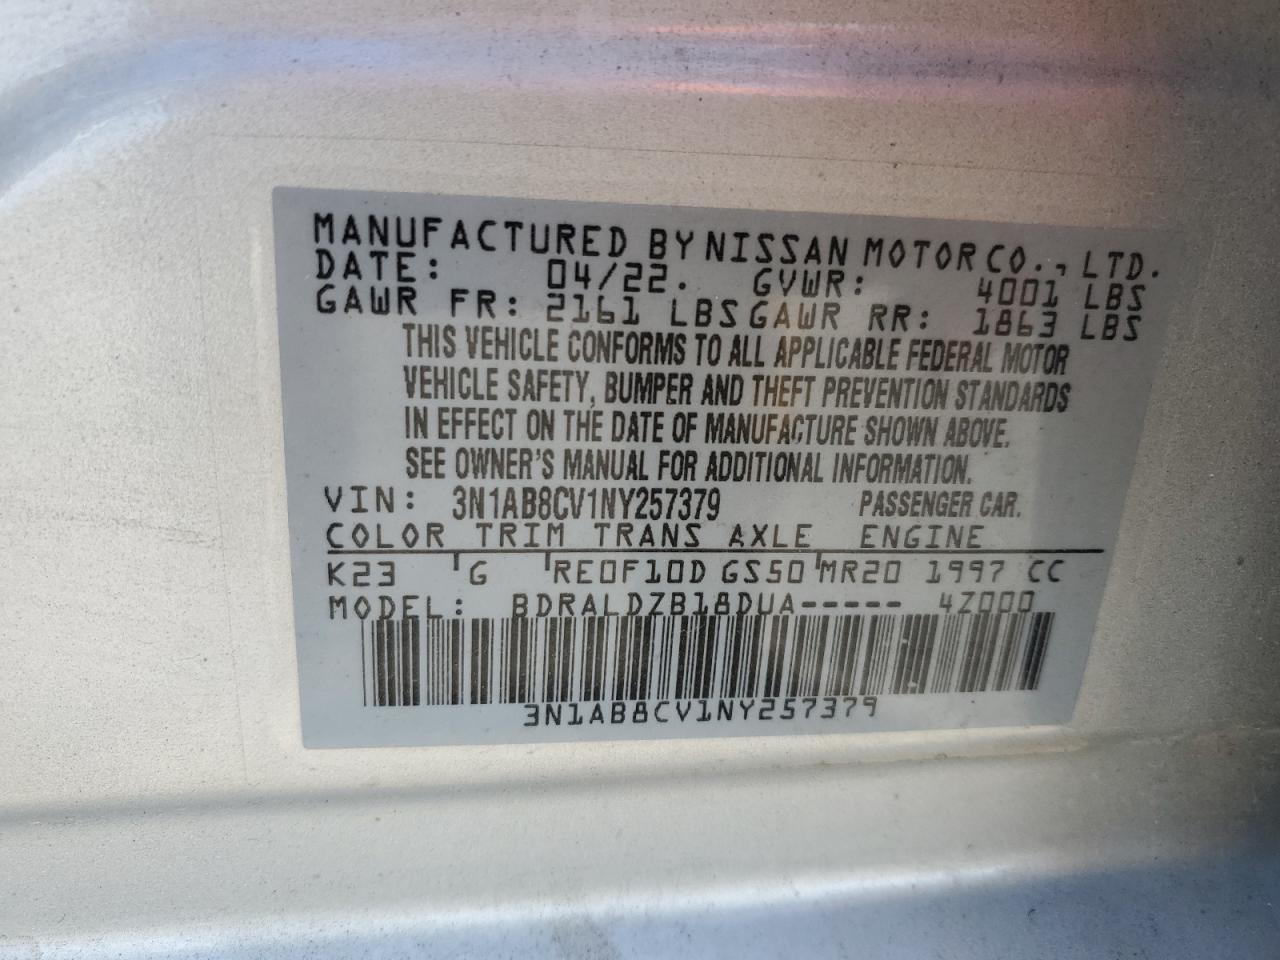 MANUFACTURED BY NISSAN MOTOR CO., LTD.
DATE: 04/22. GVWR: 4001 LBS
GAWR FR: 2161 LBS GAWR RR: 1863 LBS
THIS VEHICLE CONFORMS TO ALL APPLICABLE FEDERAL MOTOR
VEHICLE SAFETY, BUMPER AND THEFT PREVENTION STANDARDS
IN EFFECT ON THE DATE OF MANUFACTURE SHOWN ABOVE.
SEE OWNER'S MANUAL FOR ADDITIONAL INFORMATION.
VIN: 3N1AB8CV1NY257379 PASSENGER CAR.
COLOR TRIM TRANS AXLE ENGINE
K23 G RE0F10D GS50 MR20 1997 CC
MODEL: BDRALDZB18DUA----- 4Z000
3N1AB8CV1NY257379